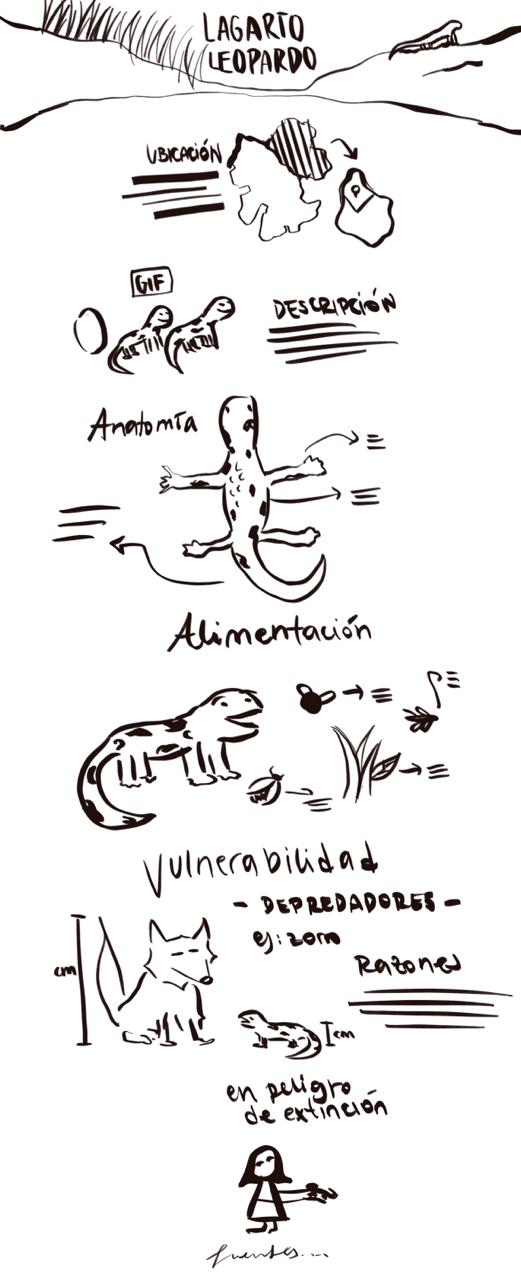 LAGARTO
LEOPARDO
UBICACIÓN
GIF
DESCRIPCIÓN
Anatomía
Alimentación
Vulnerabilidad
- DEPREDADORES -
ej: zorro
cm
Razones
cm
en peligro
de extinción
fuentes...